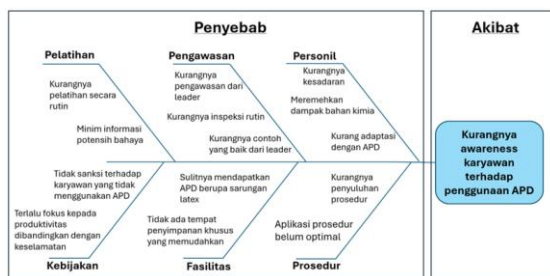 Penyebab
Akibat
Pelatihan
Pengawasan
Personil
Kurangnya
pelatihan secara
rutin
Minim informasi
potensih bahaya
Kurangnya
pengawasan dari
leader
Kurangnya inspeksi rutin
Kurangnya contoh
yang baik dari leader
Kurangnya
kesadaran
Meremehkan
dampak bahan kimia
Kurang adaptasi
dengan APD
Kurangnya
awareness
karyawan
terhadap
penggunaan APD
Tidak sanksi terhadap
karyawan yang tidak
menggunakan APD
Terlalu fokus kepada
produktivitas
dibandingkan dengan
keselamatan
Sulitnya mendapatkan
APD berupa sarungan
latex
Tidak ada tempat
penyimpanan khusus
yang memudahkan
Kurangnya
penyuluhan
prosedur
Aplikasi prosedur
belum optimal
Kebijakan
Fasilitas
Prosedur